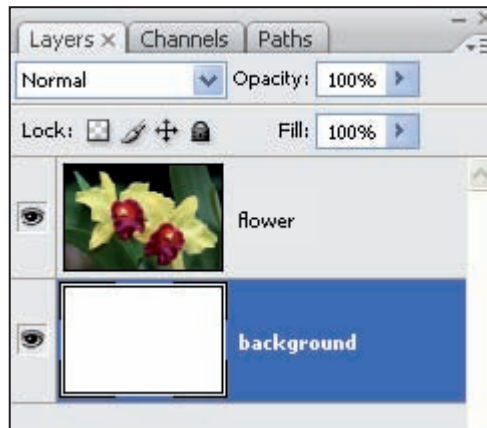 Layers × Channels Paths
Normal Opacity: 100%
Lock: Fill: 100%
flower
background